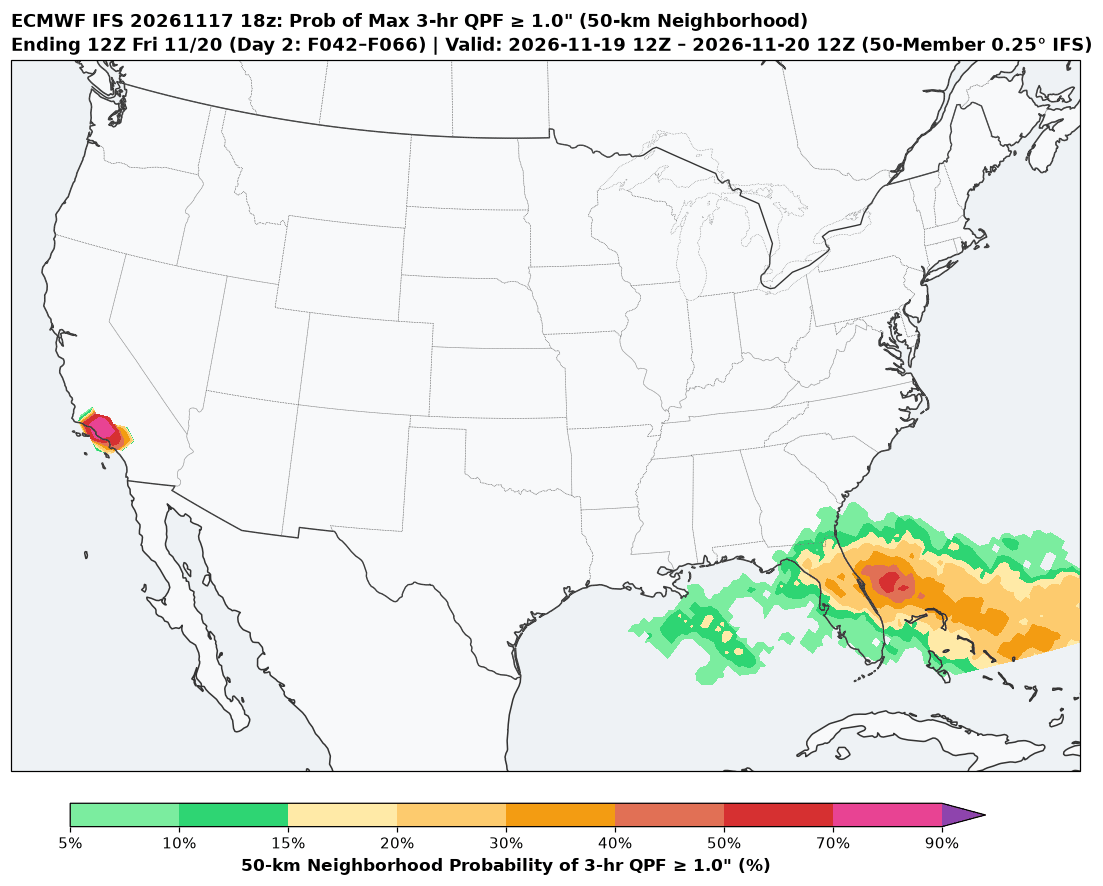 ECMWF IFS 20261117 18z: Prob of Max 3-hr QPF ≥ 1.0" (50-km Neighborhood)
Ending 12Z Fri 11/20 (Day 2: F042–F066) | Valid: 2026-11-19 12Z – 2026-11-20 12Z (50-Member 0.25° IFS)
5% 10% 15% 20% 30% 40% 50% 70% 90%
50-km Neighborhood Probability of 3-hr QPF ≥ 1.0" (%)